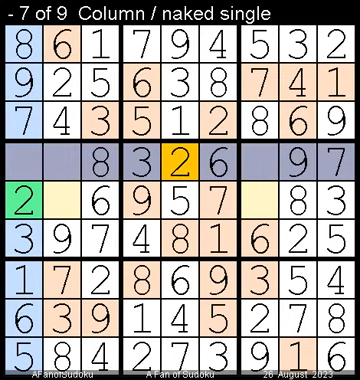 - 7 of 9 Column / naked single
8 6 1 7 9 4 5 3 2
9 2 5 6 3 8 7 4 1
7 4 3 5 1 2 8 6 9
8 3 2 6 9 7
2 6 9 5 7 8 3
3 9 7 4 8 1 6 2 5
1 7 2 8 6 9 3 5 4
6 3 9 1 4 5 2 7 8
5 8 4 2 7 3 9 1 6
AFanofSudoku A Fan of Sudoku 26 August 2023